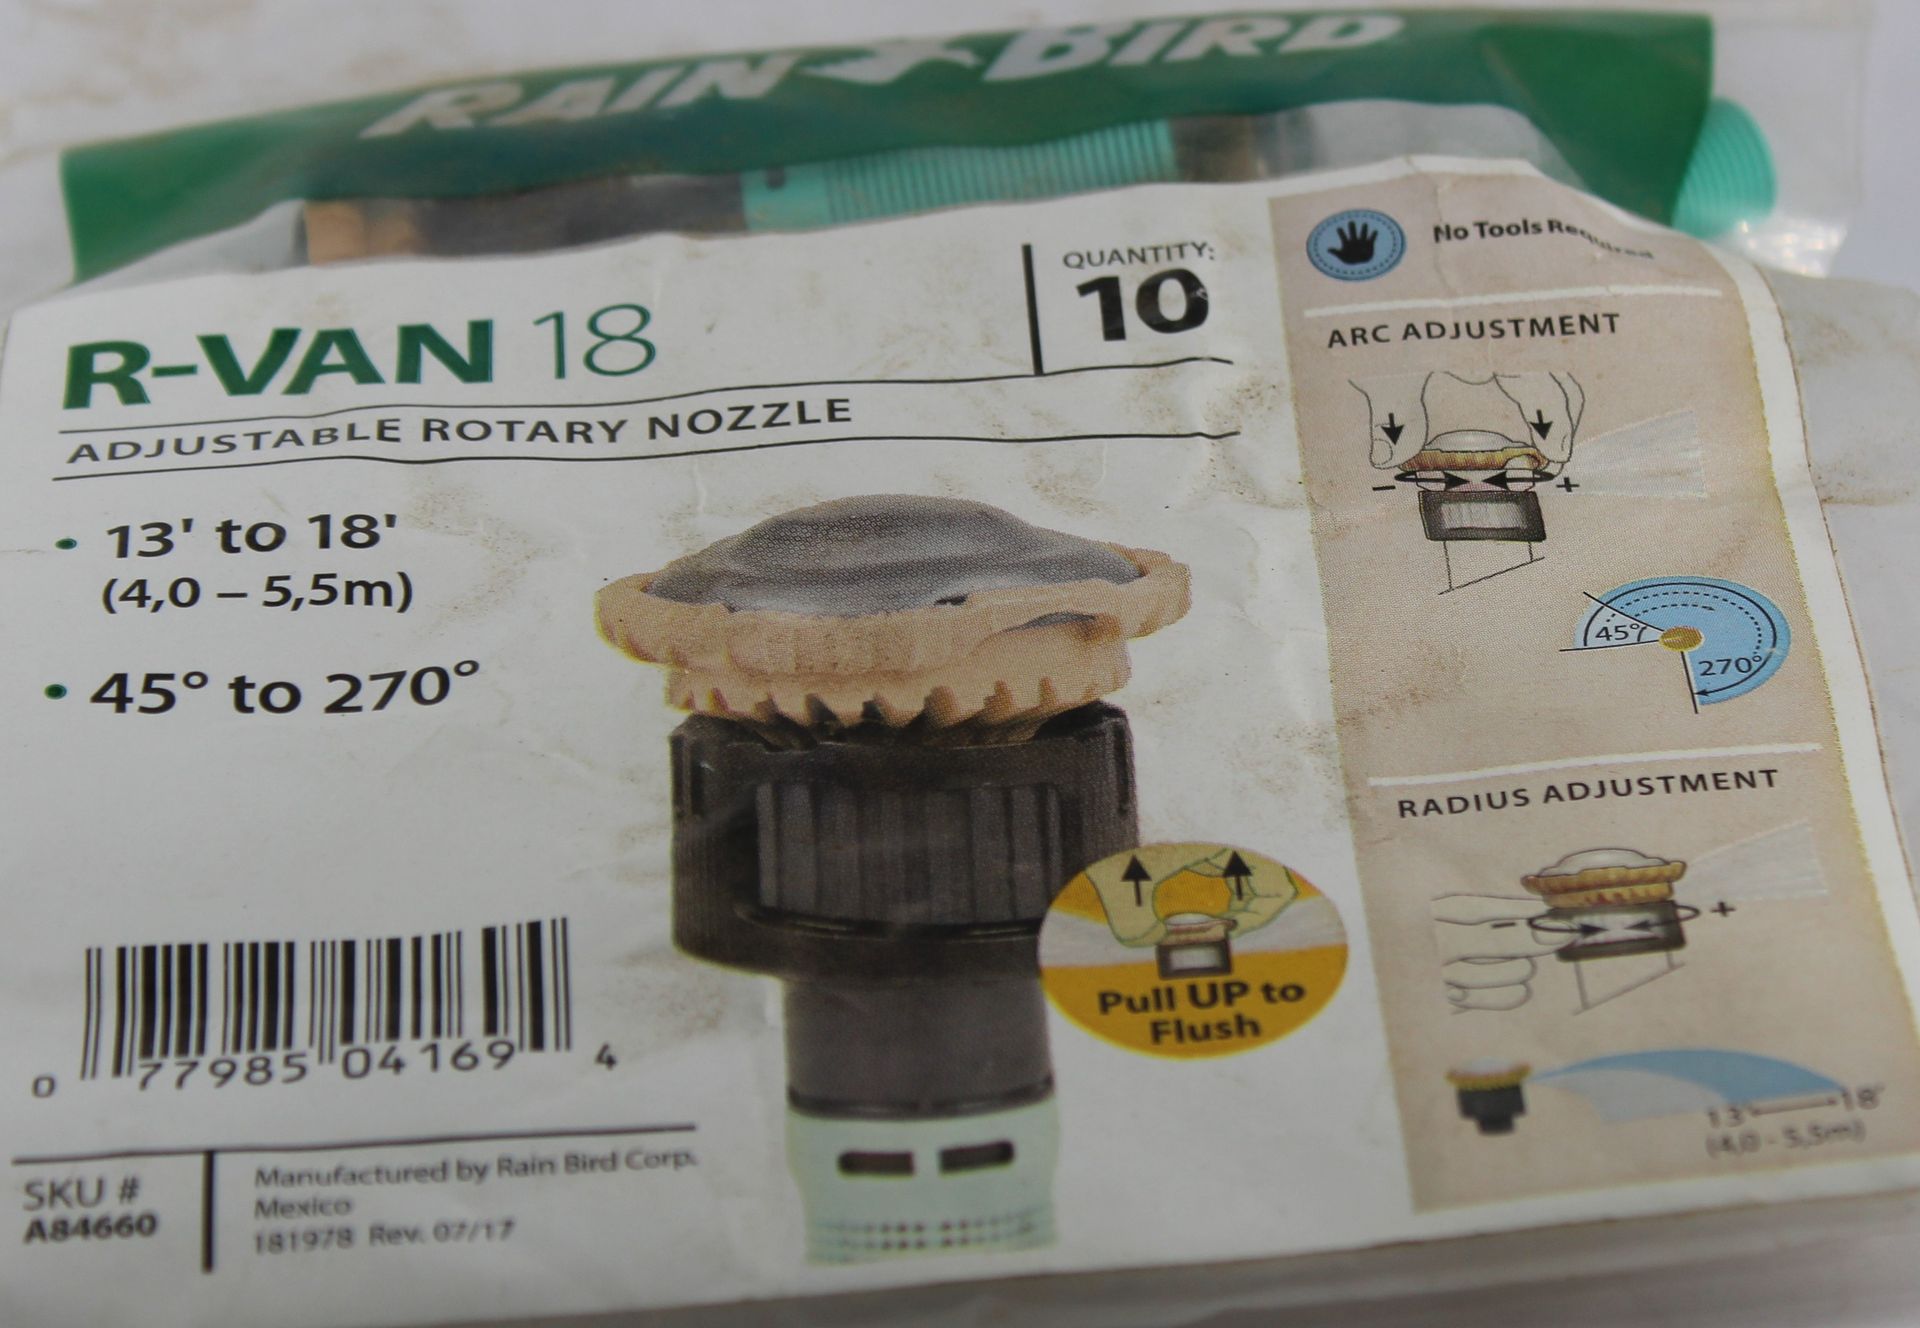 RAIN BIRD
R-VAN 18
ADJUSTABLE ROTARY NOZZLE
QUANTITY:
10
• 13' to 18'
(4,0 – 5,5m)
• 45° to 270°
Pull UP to
Flush
0 77985 04169 4
SKU #
A84660
Manufactured by Rain Bird Corp.
Mexico
181978 Rev. 07/17
No Tools Required
ARC ADJUSTMENT
- +
45°
270°
RADIUS ADJUSTMENT
- +
13' 18'
(4,0 - 5,5m)